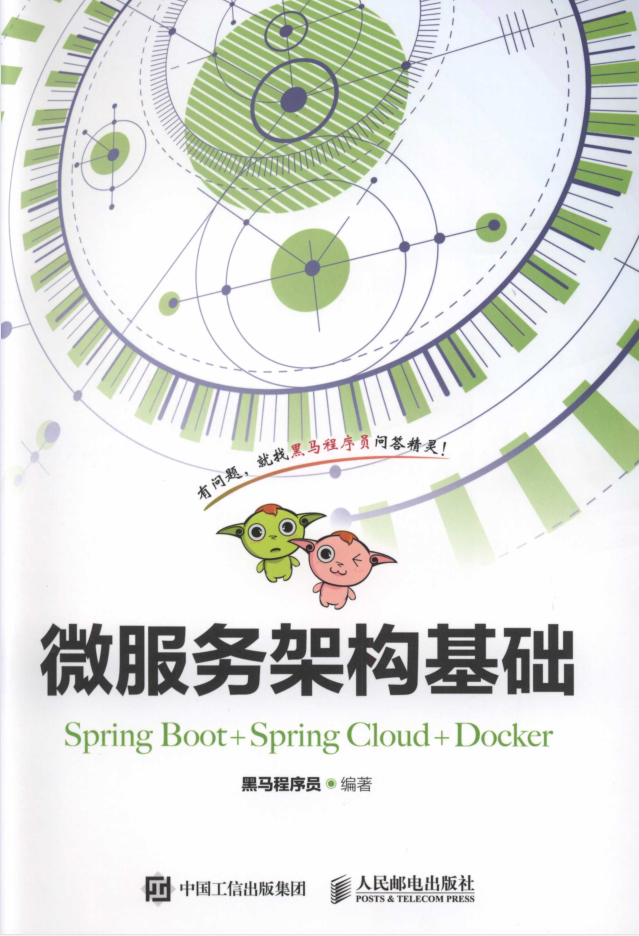 有问题，就找黑马程序员问答精灵！
微服务架构基础
Spring Boot+Spring Cloud+Docker
黑马程序员 编著
中国工信出版集团
人民邮电出版社
POSTS & TELECOM PRESS